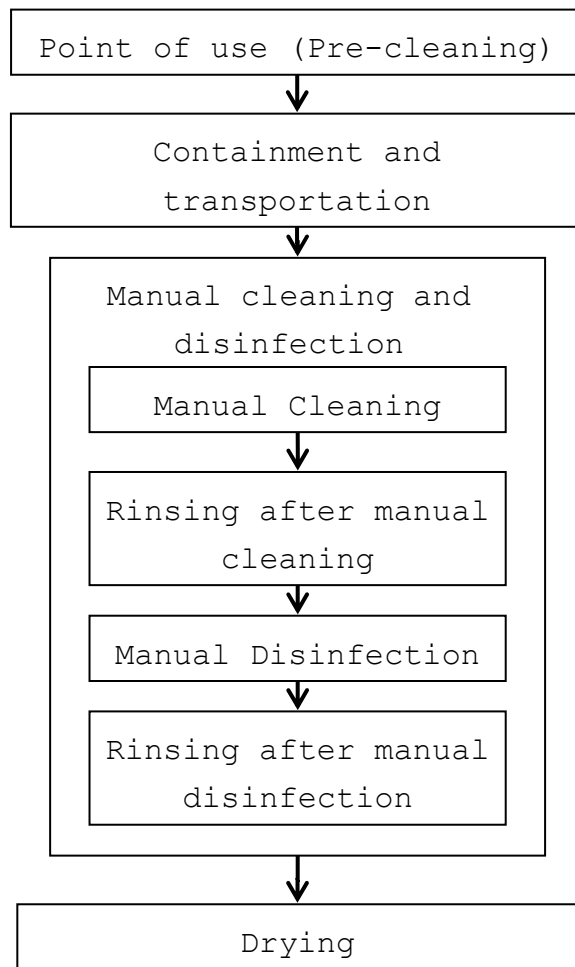 Point of use (Pre-cleaning)
Containment and
transportation
Manual cleaning and
disinfection
Manual Cleaning
Rinsing after manual
cleaning
Manual Disinfection
Rinsing after manual
disinfection
Drying